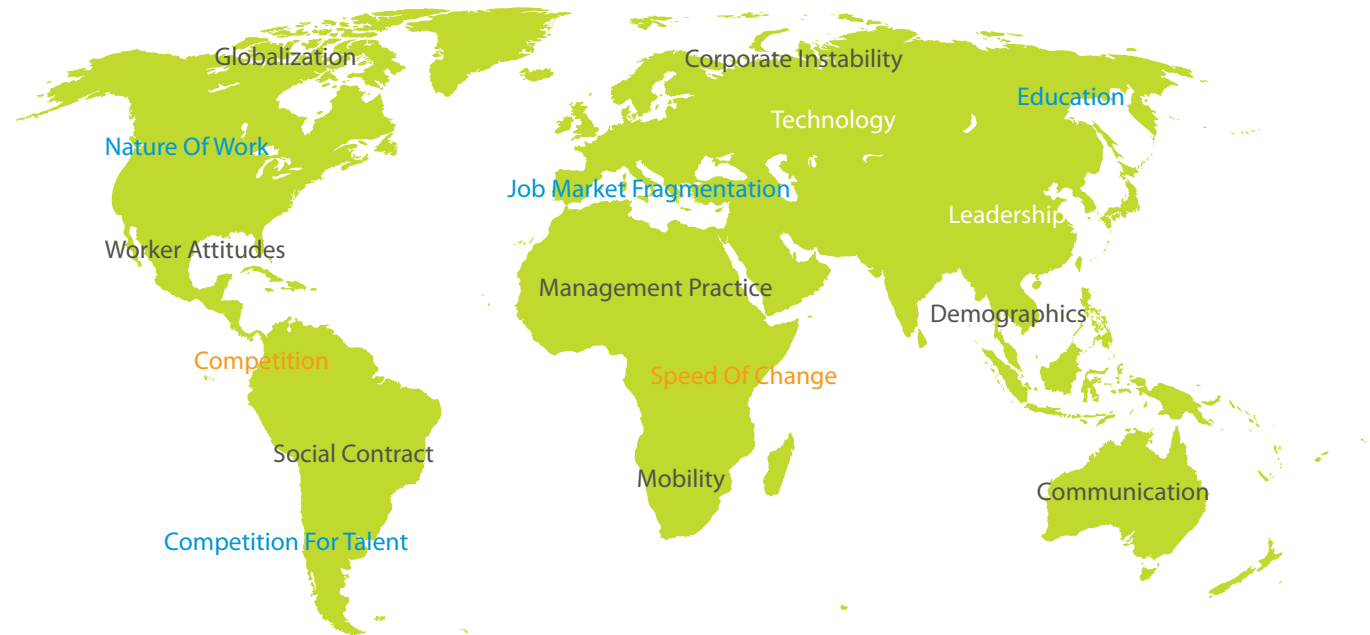 Globalization
Corporate Instability
Education
Technology
Nature Of Work
Job Market Fragmentation
Leadership
Worker Attitudes
Management Practice
Demographics
Competition
Speed Of Change
Social Contract
Mobility
Communication
Competition For Talent